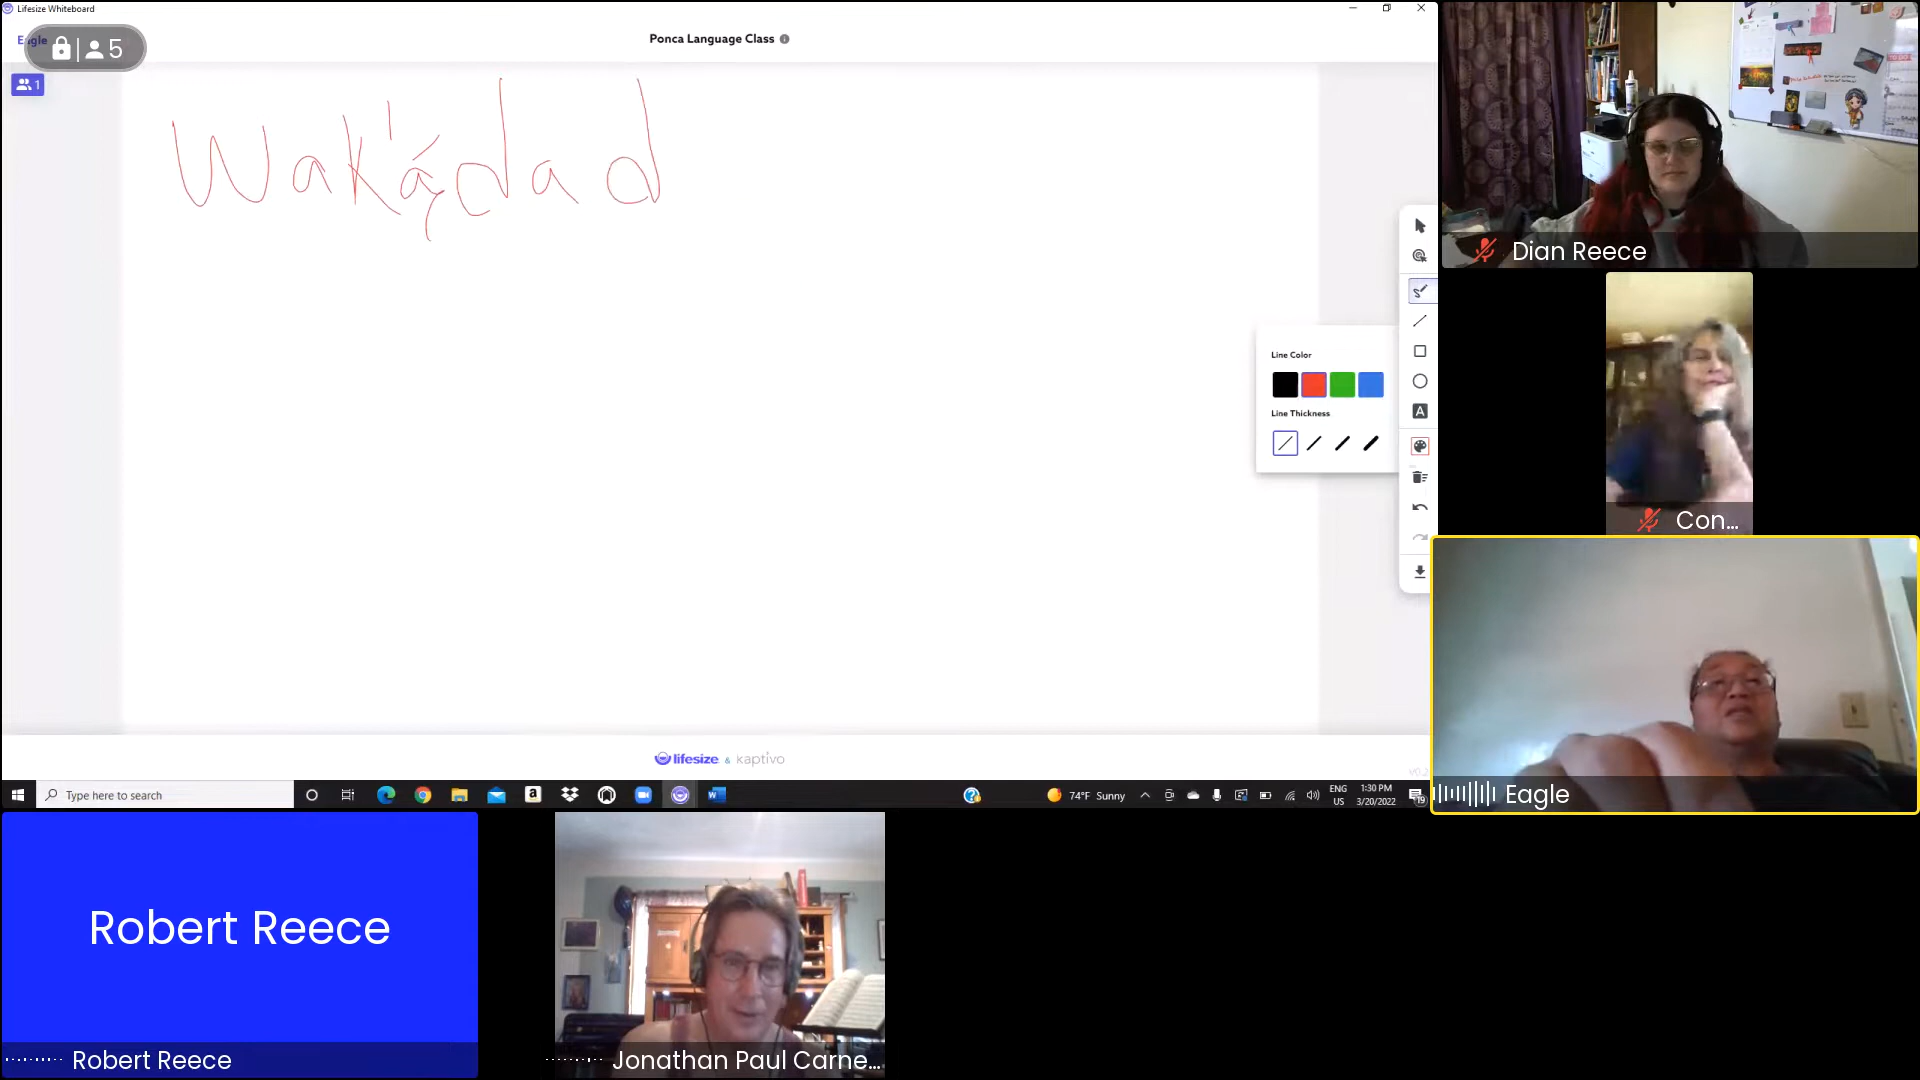 Lifesize Whiteboard
Eagle
5
Ponca Language Class
1
Wak'ą́dad
Line Color
Line Thickness
A
lifesize & kaptivo
Type here to search
74°F Sunny
ENG
US
1:30 PM
3/20/2022
19
Dian Reece
Con...
Eagle
Robert Reece
Robert Reece
Jonathan Paul Carne...